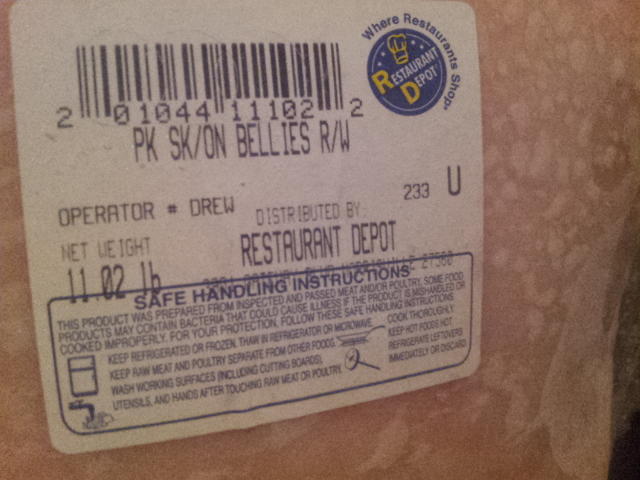 Where Restaurants Shop
RESTAURANT
DEPOT
2 01044 11102 2
PK SK/ON BELLIES R/W
233 U
OPERATOR # DREW
DISTRIBUTED BY
NET WEIGHT
RESTAURANT DEPOT
11.02 lb
27560
SAFE HANDLING INSTRUCTIONS
THIS PRODUCT WAS PREPARED FROM INSPECTED AND PASSED MEAT AND/OR POULTRY. SOME FOOD
PRODUCTS MAY CONTAIN BACTERIA THAT COULD CAUSE ILLNESS IF THE PRODUCT IS MISHANDLED OR
COOKED IMPROPERLY. FOR YOUR PROTECTION, FOLLOW THESE SAFE HANDLING INSTRUCTIONS.
KEEP REFRIGERATED OR FROZEN. THAW IN REFRIGERATOR OR MICROWAVE.
KEEP RAW MEAT AND POULTRY SEPARATE FROM OTHER FOODS.
WASH WORKING SURFACES (INCLUDING CUTTING BOARDS),
UTENSILS, AND HANDS AFTER TOUCHING RAW MEAT OR POULTRY.
COOK THOROUGHLY.
KEEP HOT FOODS HOT.
REFRIGERATE LEFTOVERS
IMMEDIATELY OR DISCARD.